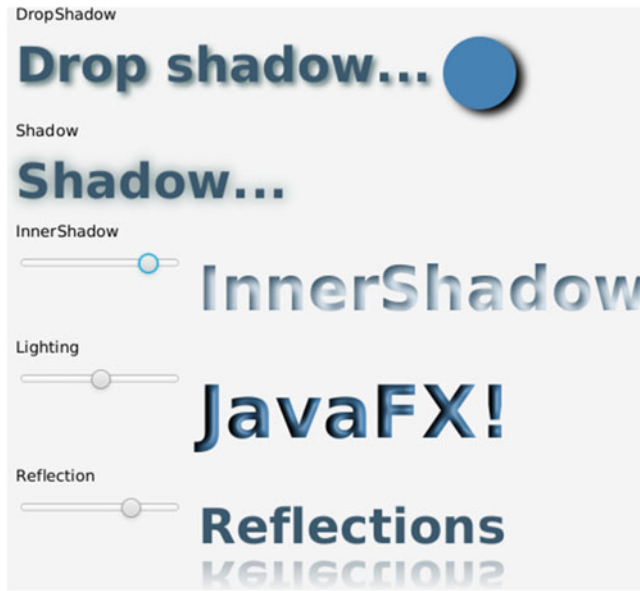 DropShadow
Drop shadow...
Shadow
Shadow...
InnerShadow
InnerShadow
Lighting
JavaFX!
Reflection
Reflections